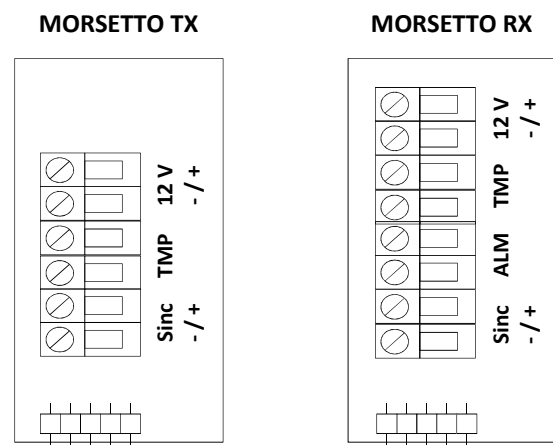 MORSETTO TX
12 V
- / +
TMP
Sinc
- / +
MORSETTO RX
12 V
- / +
TMP
ALM
Sinc
- / +